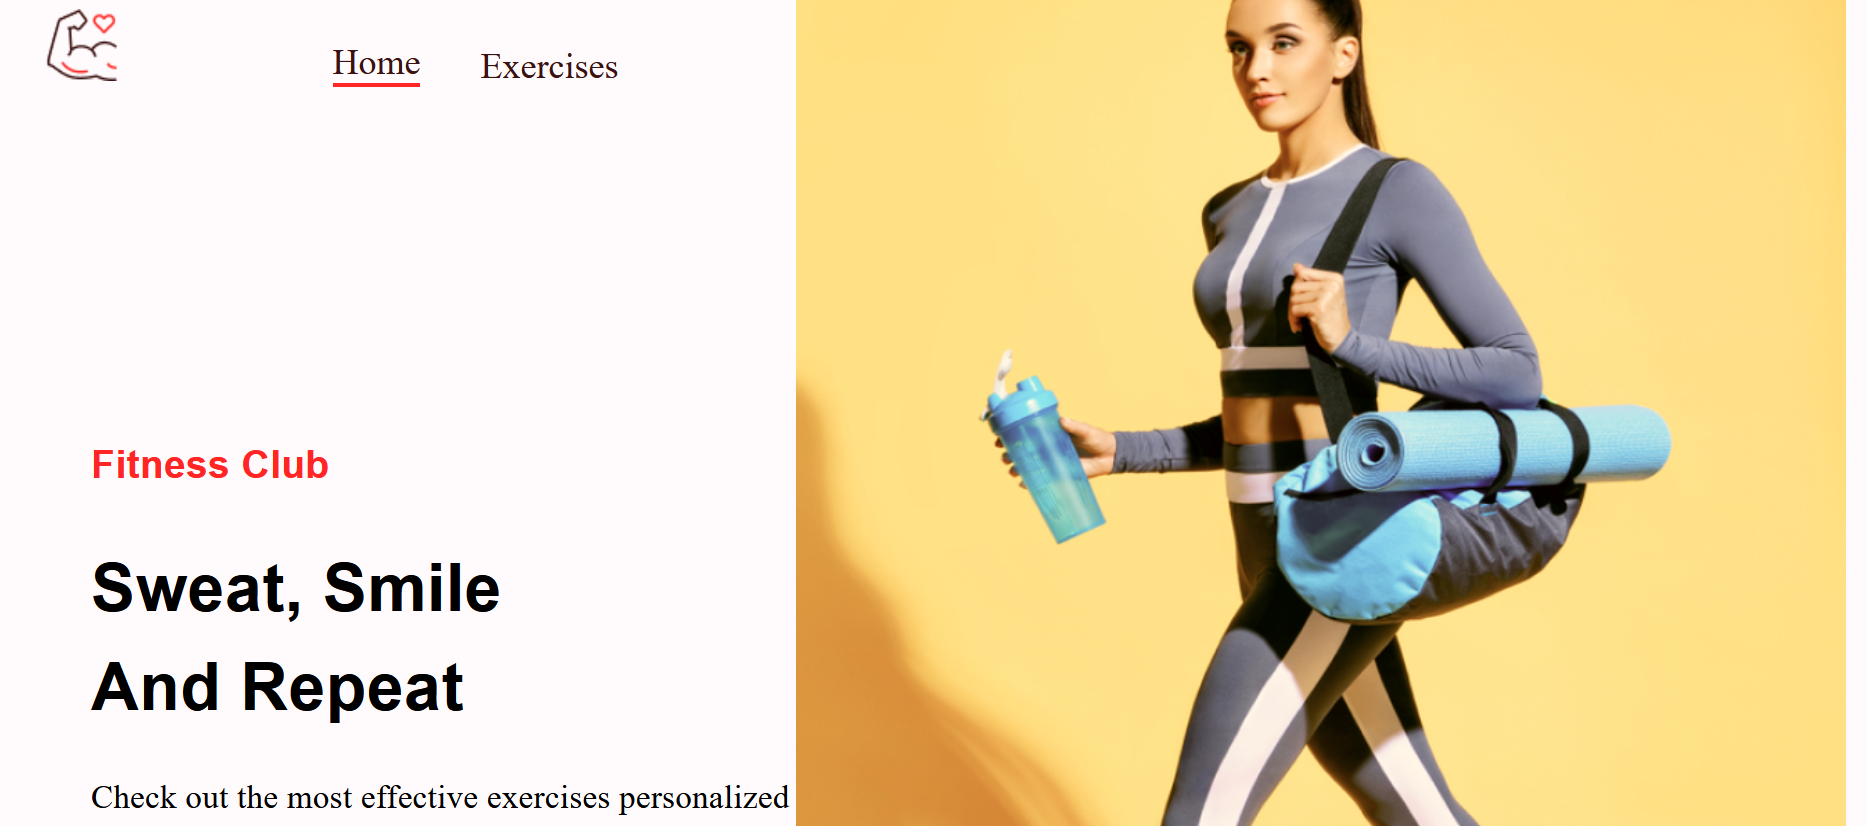 Home
Exercises
Fitness Club
Sweat, Smile
And Repeat
Check out the most effective exercises personalized